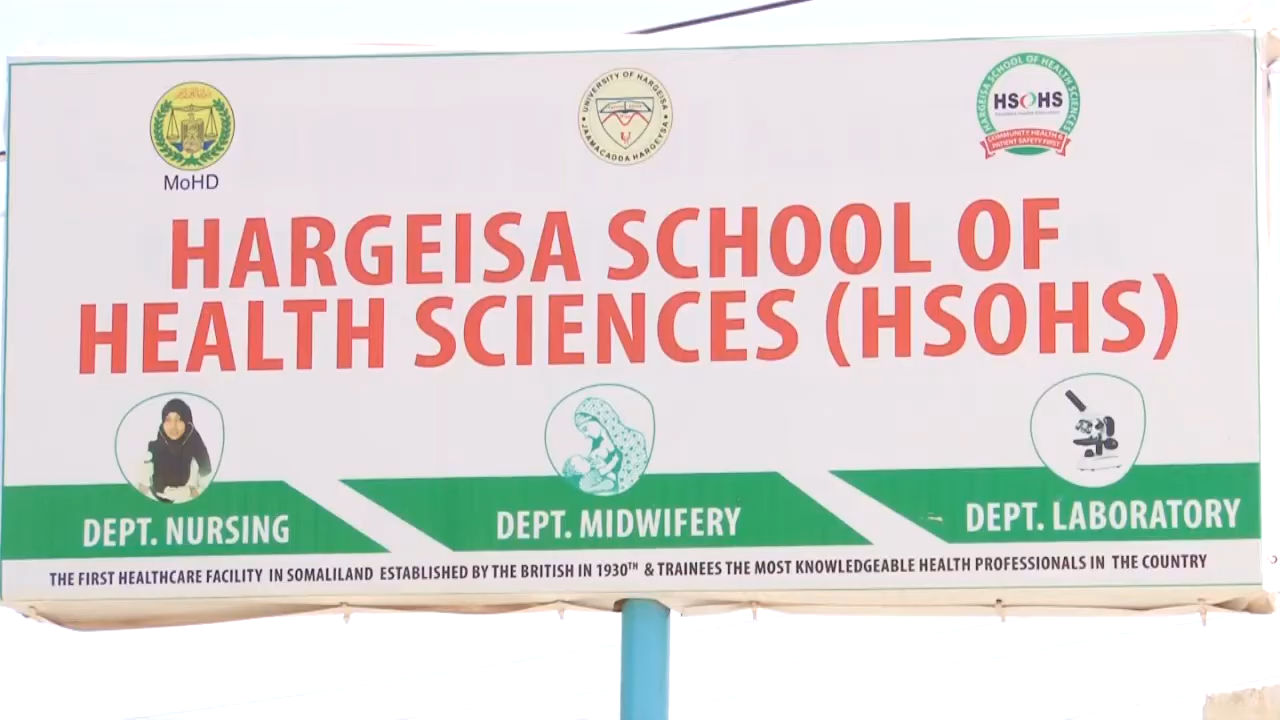 MoHD
UNIVERSITY OF HARGEISA
JAAMACADDA HARGEYSA
HARGEISA SCHOOL OF HEALTH SCIENCES
HSOHS
COMMUNITY HEALTH &
PATIENT SAFETY FIRST
HARGEISA SCHOOL OF
HEALTH SCIENCES (HSOHS)
DEPT. NURSING
DEPT. MIDWIFERY
DEPT. LABORATORY
THE FIRST HEALTHCARE FACILITY IN SOMALILAND ESTABLISHED BY THE BRITISH IN 1930TH & TRAINEES THE MOST KNOWLEDGEABLE HEALTH PROFESSIONALS IN THE COUNTRY